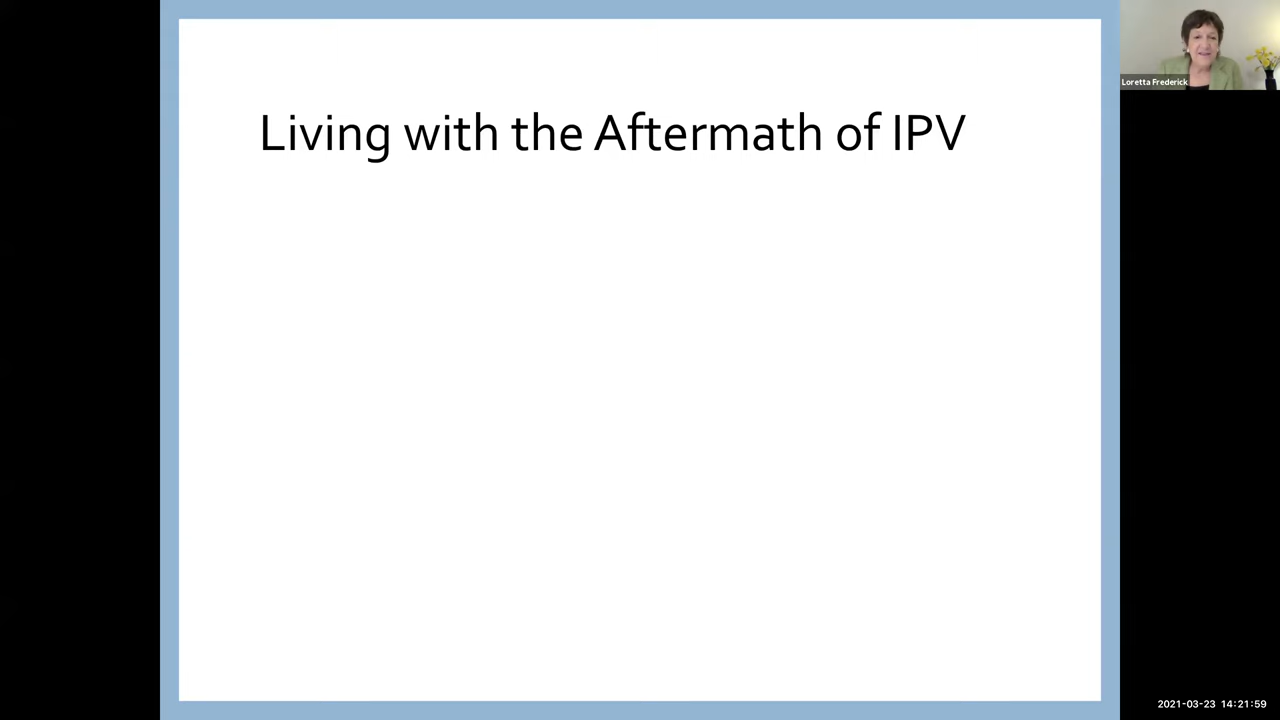 Living with the Aftermath of IPV
Loretta Frederick
2021-03-23 14:21:59